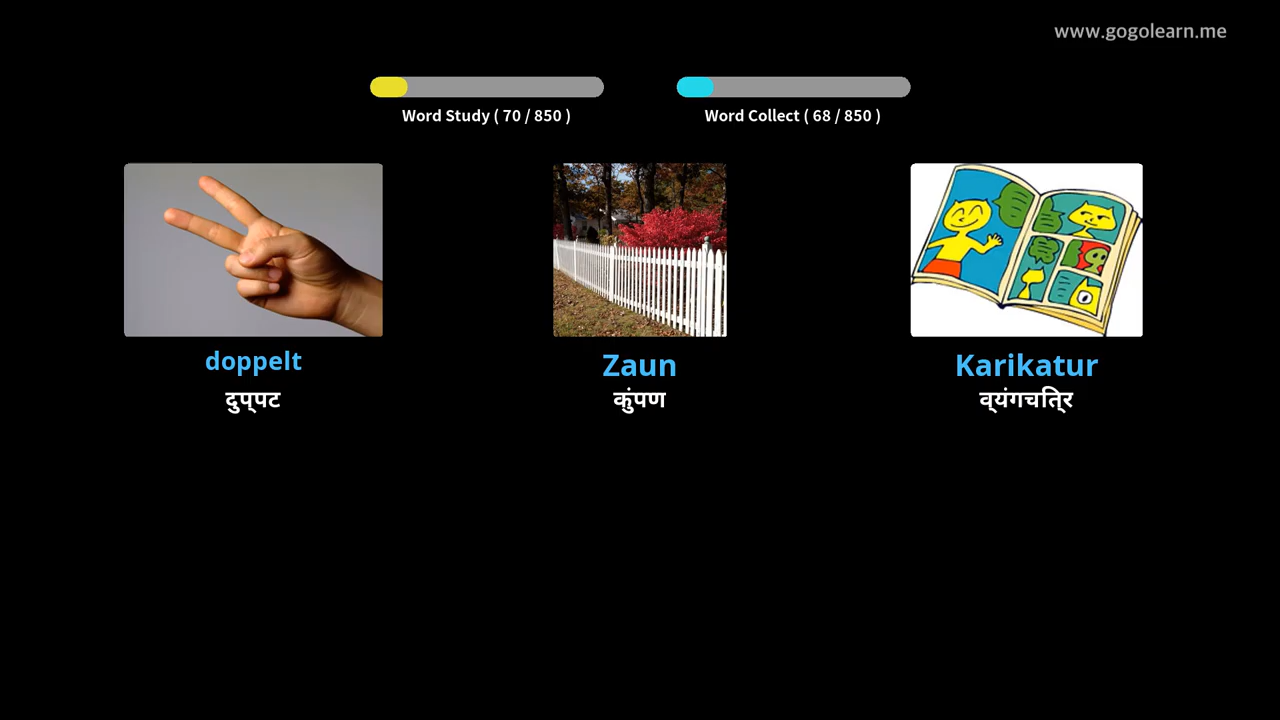 www.gogolearn.me
Word Study ( 70 / 850 )
Word Collect ( 68 / 850 )
doppelt
Zaun
Karikatur
दुप्पट
कुंपण
व्यंगचित्र